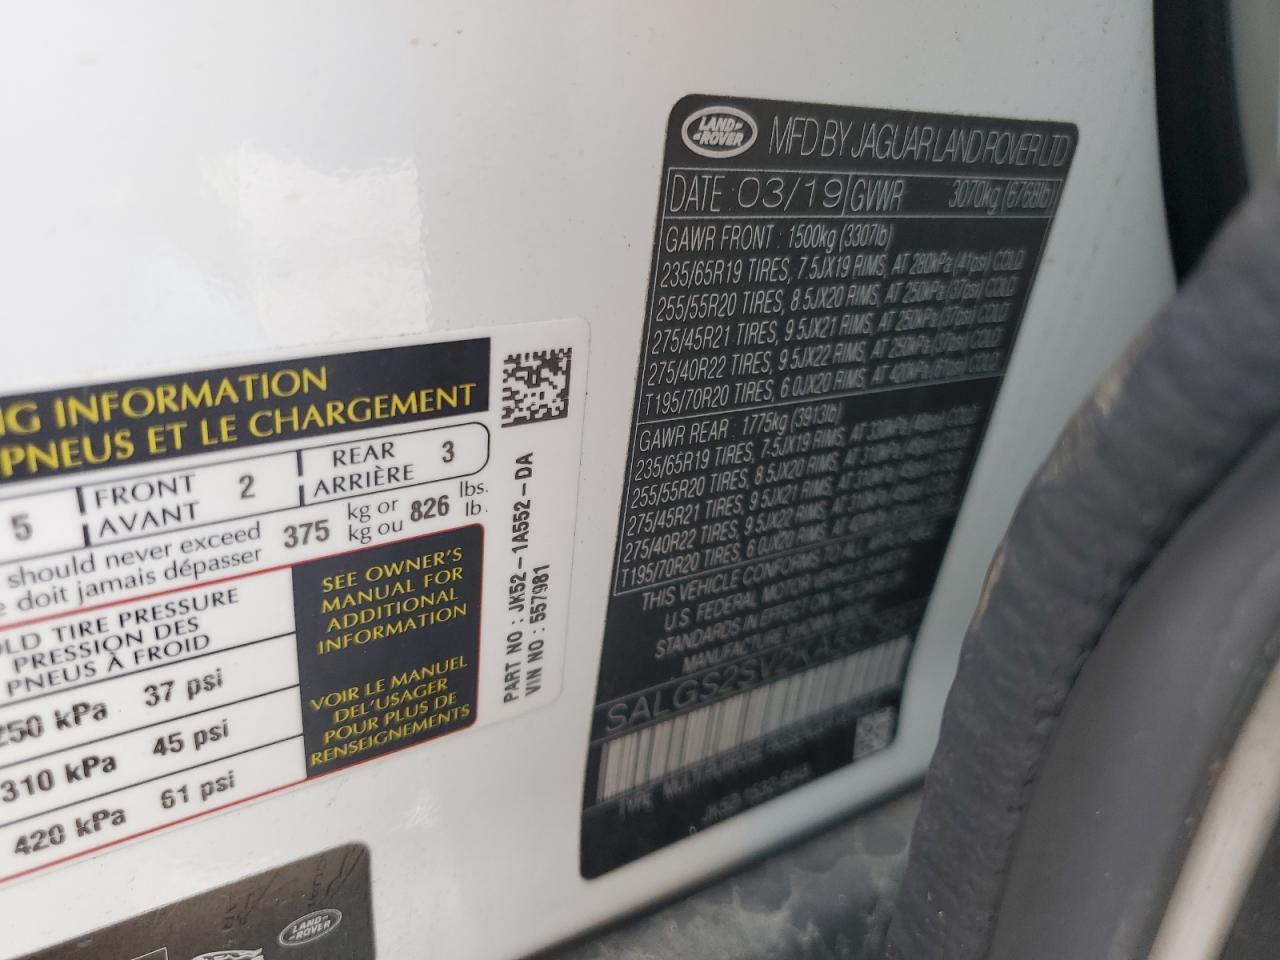 NG INFORMATION
PNEUS ET LE CHARGEMENT
5 FRONT AVANT 2 REAR ARRIÈRE 3
should never exceed 375 kg or 826 lbs.
doit jamais dépasser kg ou lb.
TIRE PRESSURE
PRESSION DES
PNEUS À FROID
250 kPa 37 psi
310 kPa 45 psi
420 kPa 61 psi
SEE OWNER'S
MANUAL FOR
ADDITIONAL
INFORMATION
VOIR LE MANUEL
DEL'USAGER
POUR PLUS DE
RENSEIGNEMENTS
PART NO : JK52-1A552-DA
VIN NO : 557981
LAND ROVER
MFD BY JAGUAR LAND ROVER LTD
DATE : 03/19 GVWR 3070kg (6768lb)
GAWR FRONT : 1500kg (3307lb)
235/65R19 TIRES, 7.5JX19 RIMS, AT 280kPa (41psi) COLD
255/55R20 TIRES, 8.5JX20 RIMS, AT 250kPa (37psi) COLD
275/45R21 TIRES, 9.5JX21 RIMS, AT 250kPa (37psi) COLD
275/40R22 TIRES, 9.5JX22 RIMS, AT 250kPa (37psi) COLD
T195/70R20 TIRES, 6.0JX20 RIMS, AT 420kPa (61psi) COLD
GAWR REAR : 1775kg (3913lb)
235/65R19 TIRES, 7.5JX19 RIMS, AT 330kPa (48psi) COLD
255/55R20 TIRES, 8.5JX20 RIMS, AT 310kPa (45psi) COLD
275/45R21 TIRES, 9.5JX21 RIMS, AT 310kPa
275/40R22 TIRES, 9.5JX22 RIMS, AT 310kPa
T195/70R20 TIRES, 6.0JX20 RIMS,
THIS VEHICLE CONFORMS TO ALL APPLICABLE
U.S. FEDERAL MOTOR VEHICLE
STANDARDS IN EFFECT ON THE
MANUFACTURE
SALGS2SV2KA
TYPE MULTI
LAND ROVER